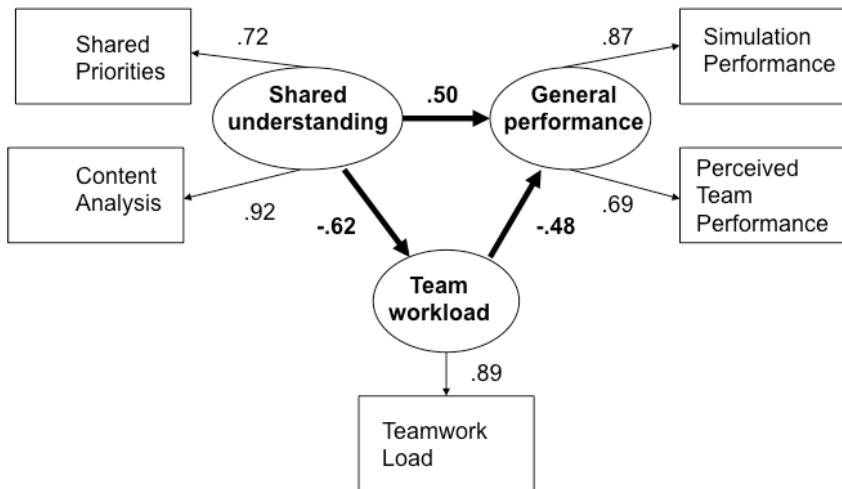 Shared
Priorities
.72
Shared
understanding
.50
General
performance
.87
Simulation
Performance
Content
Analysis
.92
-.62
-.48
.69
Perceived
Team
Performance
Team
workload
.89
Teamwork
Load